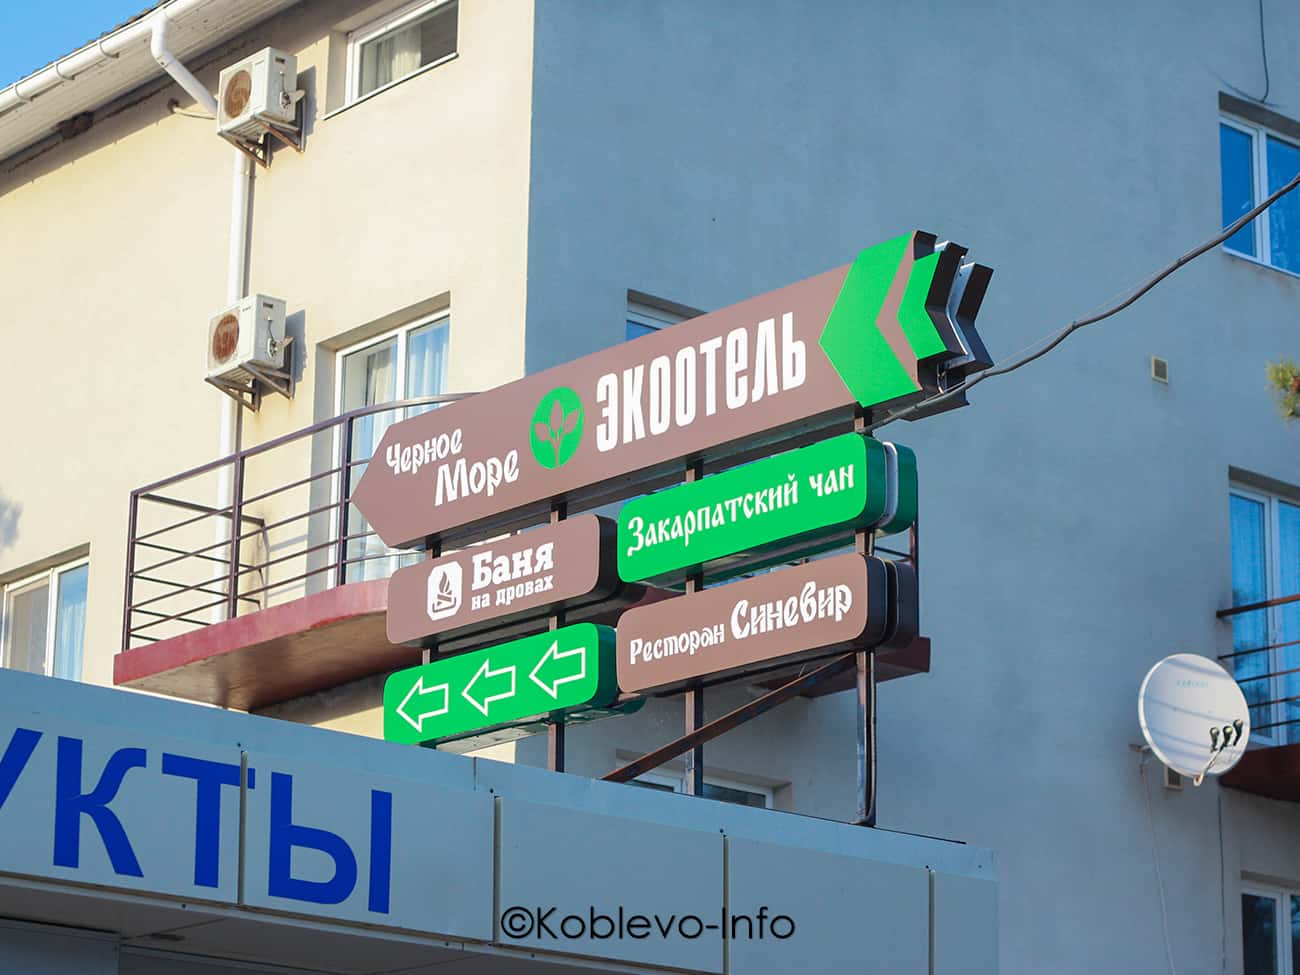 Черное
Море
ЭКООТЕЛЬ
Закарпатский чан
Баня
на дровах
Ресторан Синевир
УКТЫ
©Koblevo-Info